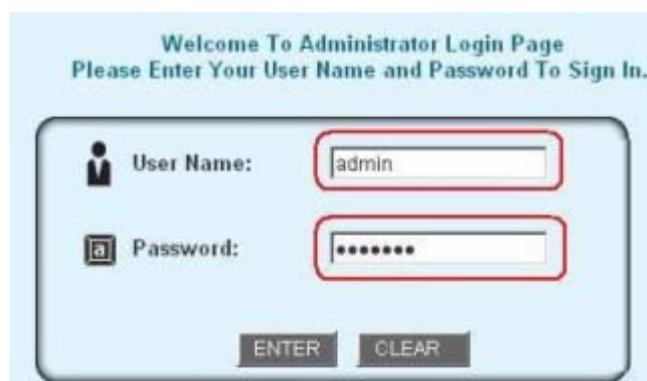 Welcome To Administrator Login Page
Please Enter Your User Name and Password To Sign In.
User Name: admin
a Password: •••••••
ENTER CLEAR